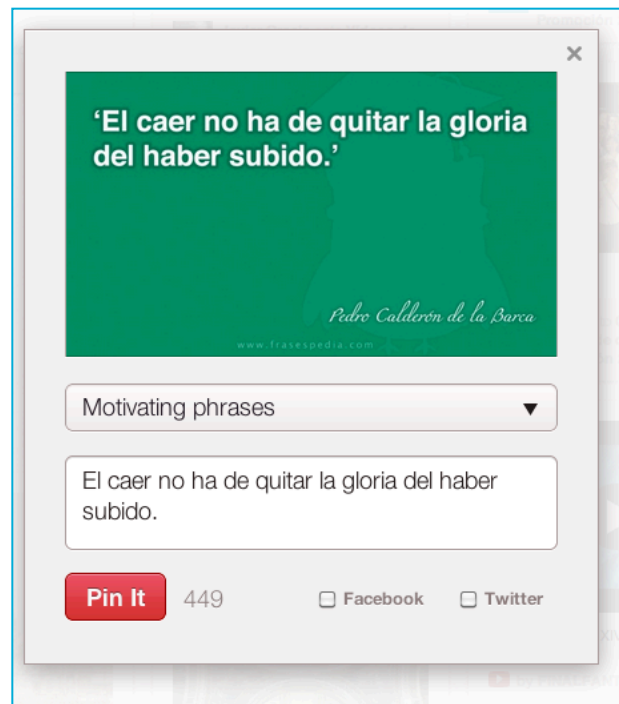 Promoción
×
‘El caer no ha de quitar la gloria
del haber subido.’
Pedro Calderón de la Barca
www.frasespedia.com
Motivating phrases
El caer no ha de quitar la gloria del haber
subido.
Pin It 449 Facebook Twitter